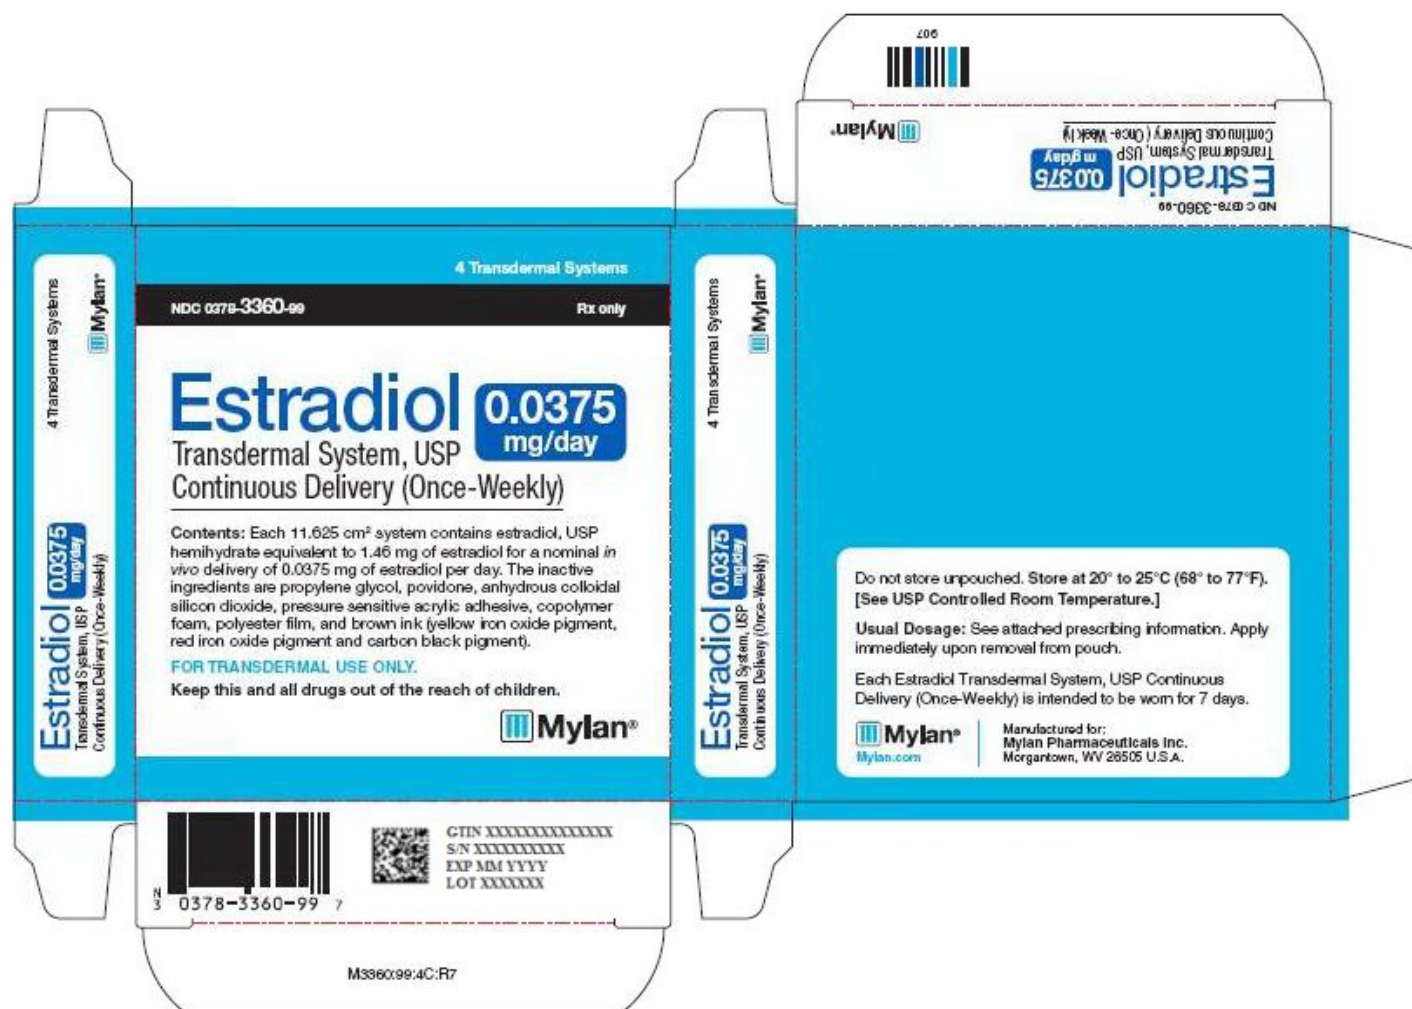 907
Mylan®
NDC 0378-3360-99
Estradiol 0.0375 mg/day
Transdermal System, USP
Continuous Delivery (Once-Weekly)
4 Transdermal Systems
Mylan®
Estradiol 0.0375 mg/day
Transdermal System, USP
Continuous Delivery (Once-Weekly)
4 Transdermal Systems
NDC 0378-3360-99 Rx only
Estradiol 0.0375 mg/day
Transdermal System, USP
Continuous Delivery (Once-Weekly)
Contents: Each 11.625 cm² system contains estradiol, USP
hemihydrate equivalent to 1.46 mg of estradiol for a nominal in
vivo delivery of 0.0375 mg of estradiol per day. The inactive
ingredients are propylene glycol, povidone, anhydrous colloidal
silicon dioxide, pressure sensitive acrylic adhesive, copolymer
foam, polyester film, and brown ink (yellow iron oxide pigment,
red iron oxide pigment and carbon black pigment).
FOR TRANSDERMAL USE ONLY.
Keep this and all drugs out of the reach of children.
Mylan®
4 Transdermal Systems
Mylan®
Estradiol 0.0375 mg/day
Transdermal System, USP
Continuous Delivery (Once-Weekly)
Do not store unpouched. Store at 20° to 25°C (68° to 77°F).
[See USP Controlled Room Temperature.]
Usual Dosage: See attached prescribing information. Apply
immediately upon removal from pouch.
Each Estradiol Transdermal System, USP Continuous
Delivery (Once-Weekly) is intended to be worn for 7 days.
Mylan®
Mylan.com
Manufactured for:
Mylan Pharmaceuticals Inc.
Morgantown, WV 26505 U.S.A.
N
3 0378-3360-99 7
GTIN XXXXXXXXXXXXXX
S/N XXXXXXXXXX
EXP MM YYYY
LOT XXXXXXX
M3360:99:4C:R7